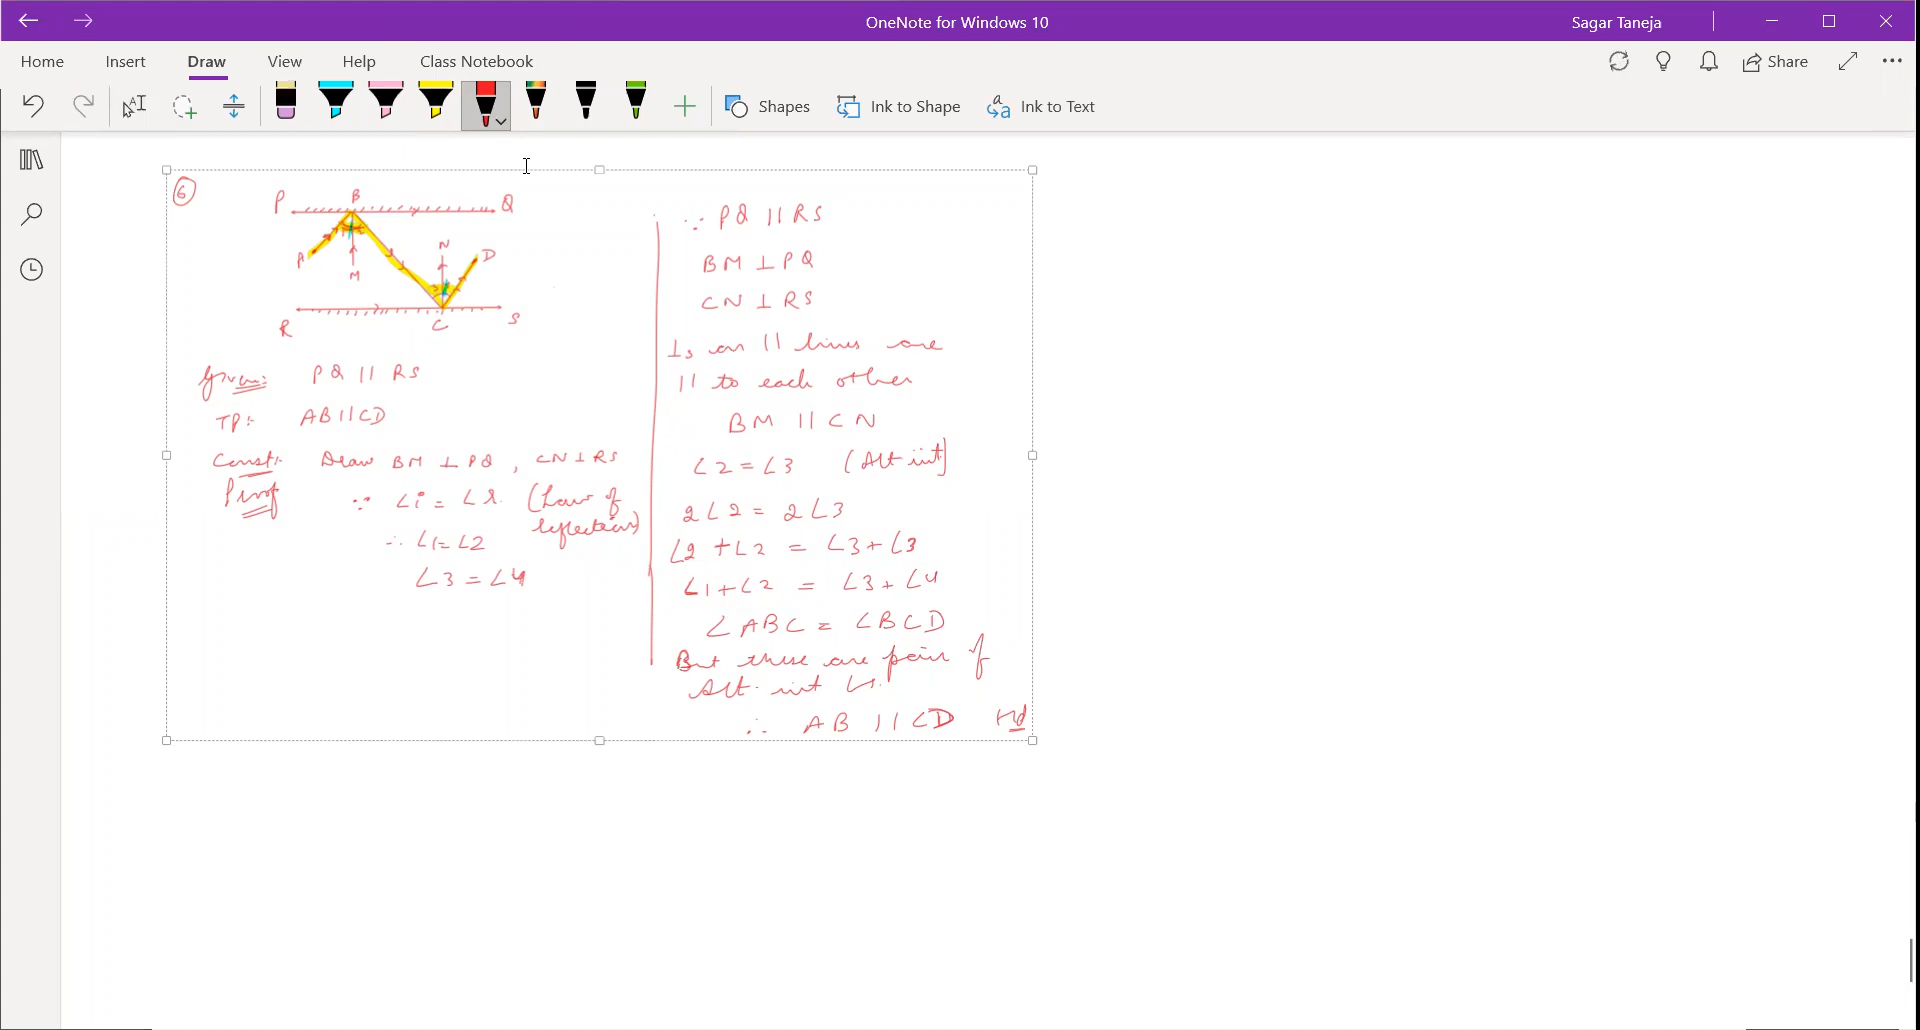 OneNote for Windows 10
Sagar Taneja
Home Insert Draw View Help Class Notebook
Share
Shapes
Ink to Shape
Ink to Text
6
P B Q
A M N D
R C S
Given: PQ || RS
TP:- AB || CD
Const:- Draw BM ⊥ PQ, CN ⊥ RS
Proof ∵ ∠i = ∠r. (Law of
reflection)
∴ ∠1 = ∠2
∠3 = ∠4
∵ PQ || RS
BM ⊥ PQ
CN ⊥ RS
⊥s on || lines are
|| to each other
BM || CN
∠2 = ∠3 (Alt int]
2∠2 = 2∠3
∠2 + ∠2 = ∠3 + ∠3
∠1 + ∠2 = ∠3 + ∠4
∠ABC = ∠BCD
But these are pair of
Alt. int ∠s.
∴ AB || CD